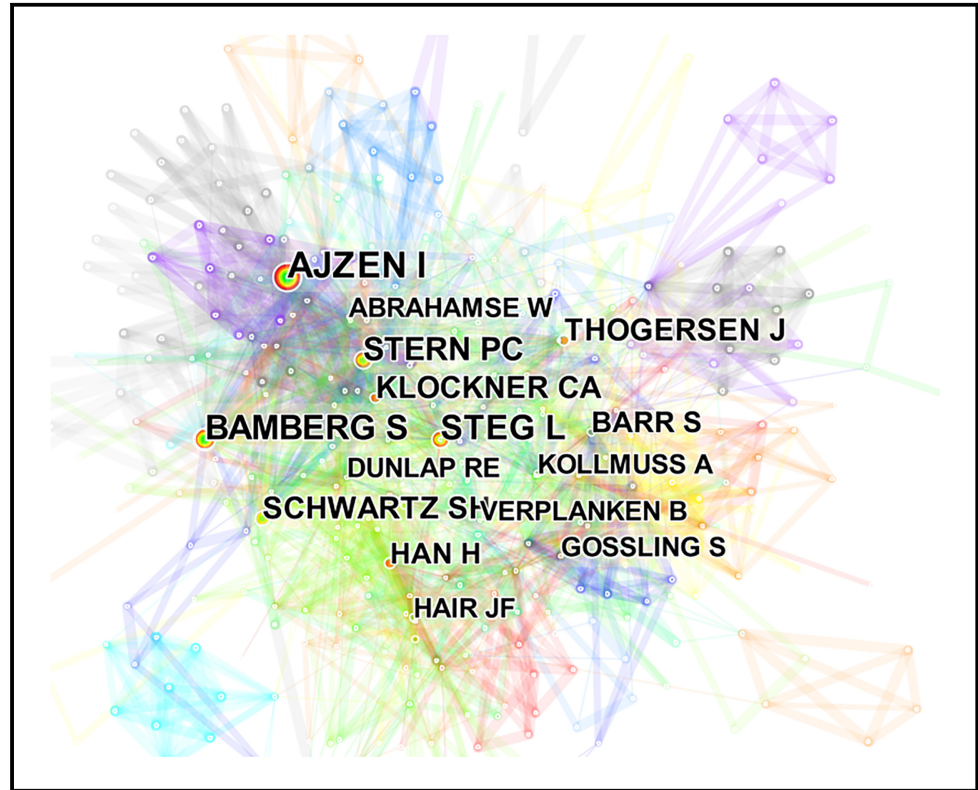 AJZEN I
ABRAHAMSE W
THOGERSEN J
STERN PC
KLOCKNER CA
BAMBERG S
STEG L
BARR S
DUNLAP RE
KOLLMUSS A
SCHWARTZ SH
VERPLANKEN B
HAN H
GOSSLING S
HAIR JF